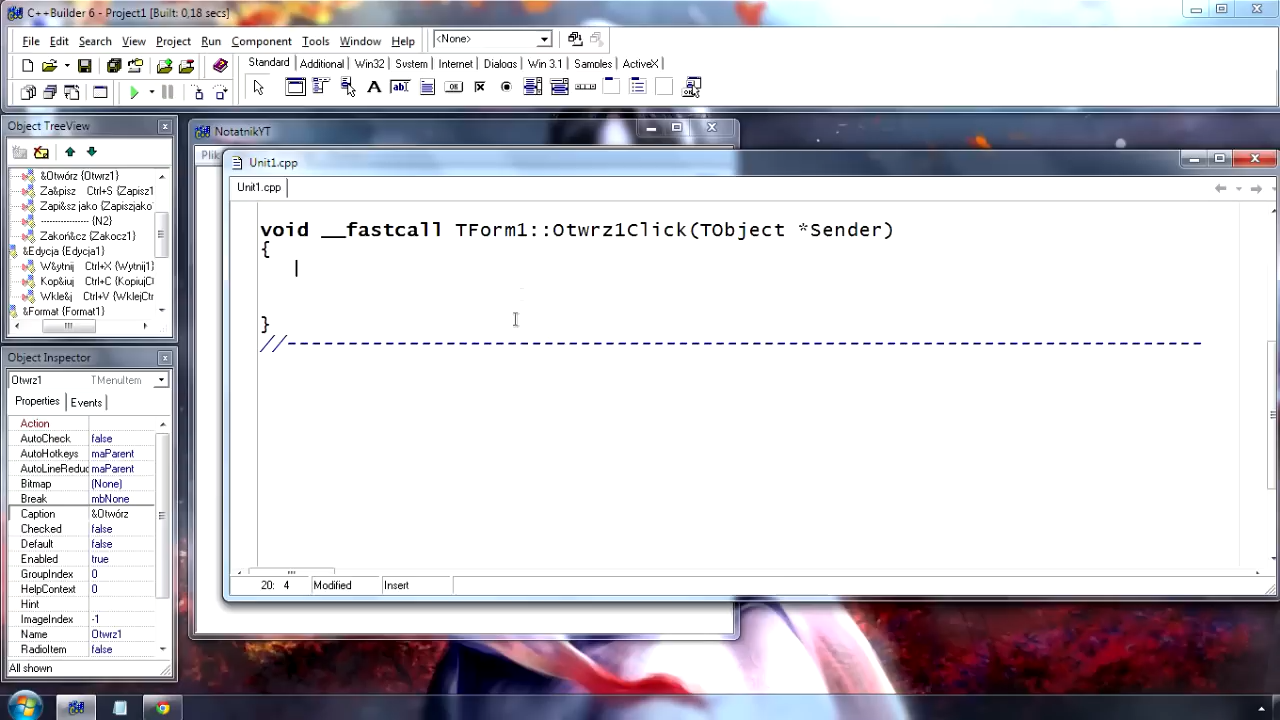 C++Builder 6 - Project1 [Built: 0,18 secs]
File Edit Search View Project Run Component Tools Window Help
<None>
Standard Additional Win32 System Internet Dialogs Win 3.1 Samples ActiveX
Object TreeView
&Otwórz {Otwrz1}
Za&pisz Ctrl+S {Zapisz1
Zapi&sz jako {Zapiszjako
---------------- {N2}
Zakoń&cz {Zakocz1}
&Edycja {Edycja1}
W&ytnij Ctrl+X {Wytnij1}
Kop&iuj Ctrl+C {KopiujCt
Wkle&j Ctrl+V {WklejCtr
&Format {Format1}
Object Inspector
Otwrz1 TMenuItem
Properties Events
Action
AutoCheck false
AutoHotkeys maParent
AutoLineReduc maParent
Bitmap (None)
Break mbNone
Caption &Otwórz
Checked false
Default false
Enabled true
GroupIndex 0
HelpContext 0
Hint
ImageIndex -1
Name Otwrz1
RadioItem false
All shown
NotatnikYT
Plik
Unit1.cpp
Unit1.cpp
void __fastcall TForm1::Otwrz1Click(TObject *Sender)
{
}
//---------------------------------------------------------------------------
20: 4 Modified Insert